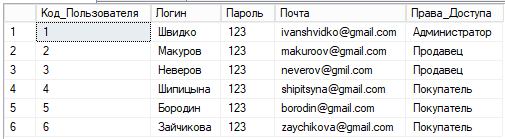 Код_Пользователя Логин Пароль Почта Права_Доступа
1 1 Швидко 123 ivanshvidko@gmail.com Администратор
2 2 Макуров 123 makuroov@gmail.com Продавец
3 3 Неверов 123 neverov@gmil.com Продавец
4 4 Шипицына 123 shipitsyna@gmail.com Покупатель
5 5 Бородин 123 borodin@gmail.com Покупатель
6 6 Зайчикова 123 zaychikova@gmail.com Покупатель